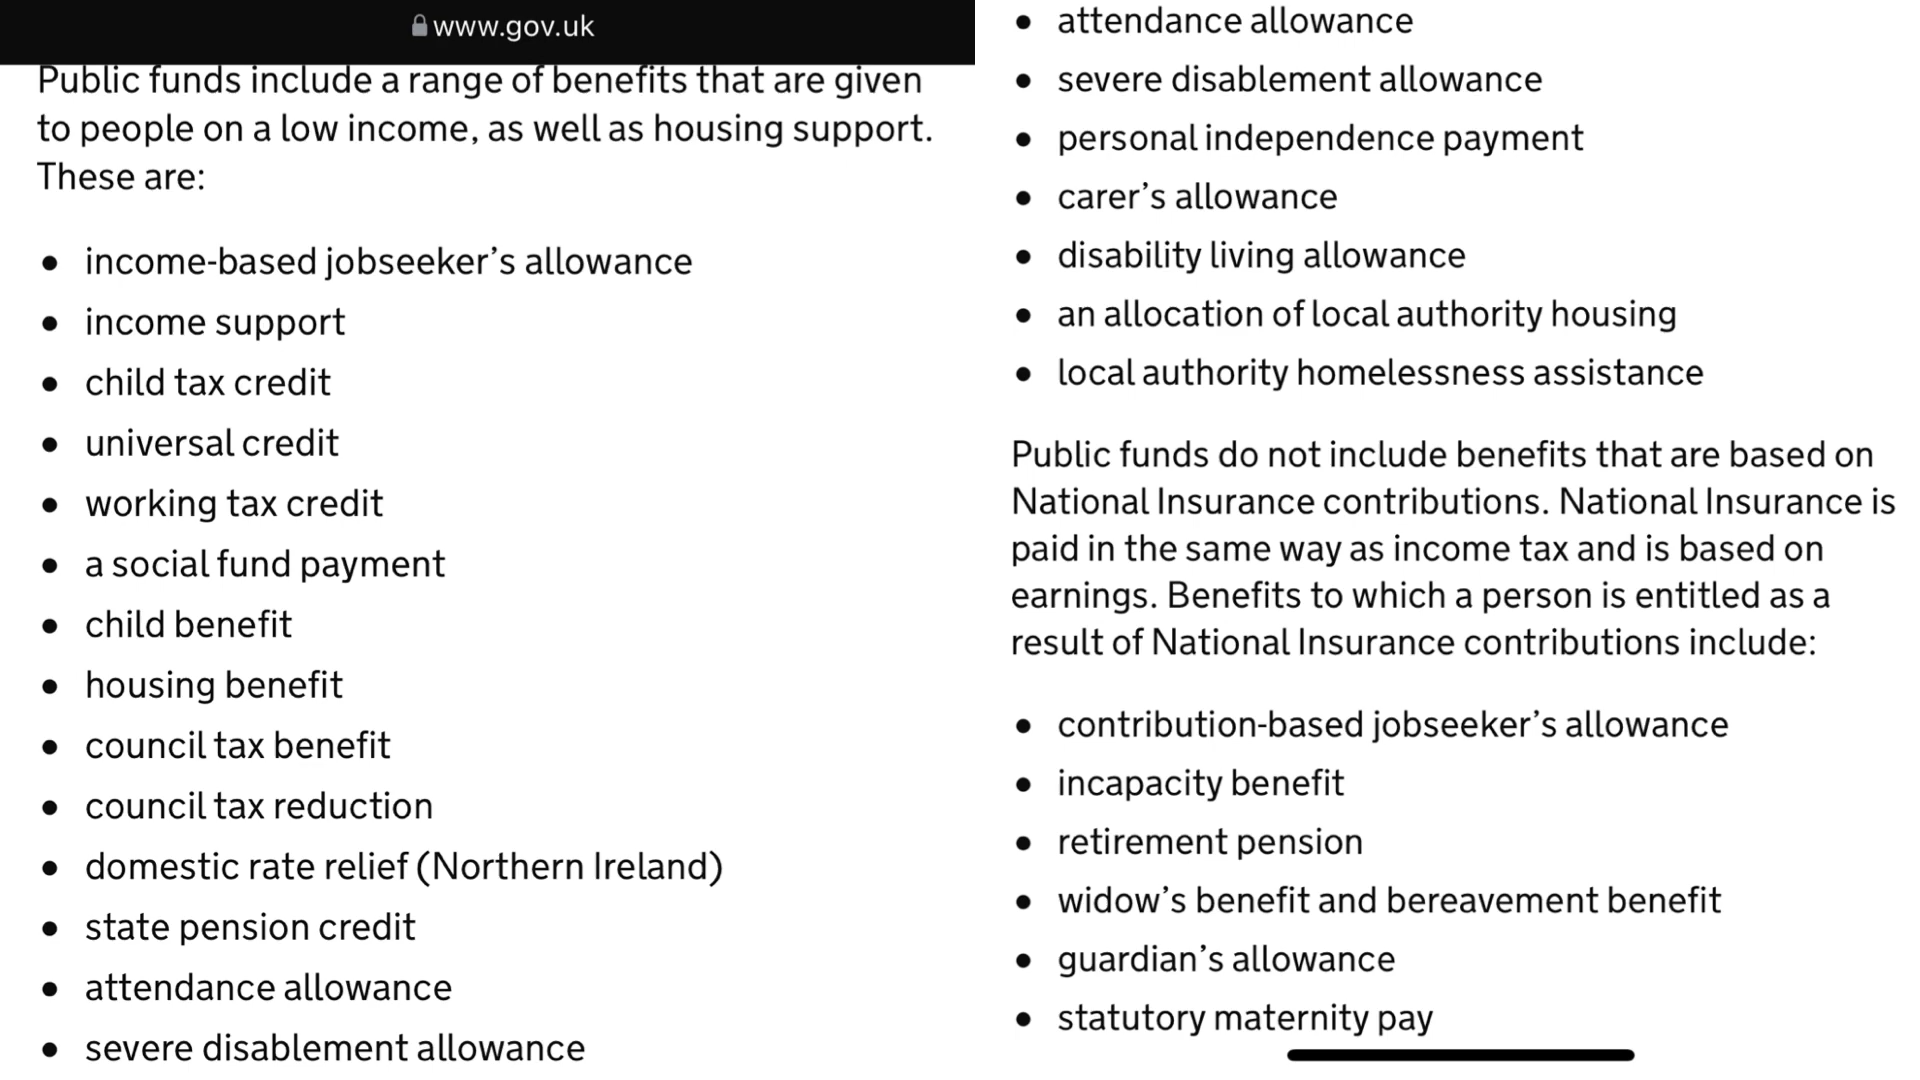 www.gov.uk
Public funds include a range of benefits that are given
to people on a low income, as well as housing support.
These are:
• income-based jobseeker’s allowance
• income support
• child tax credit
• universal credit
• working tax credit
• a social fund payment
• child benefit
• housing benefit
• council tax benefit
• council tax reduction
• domestic rate relief (Northern Ireland)
• state pension credit
• attendance allowance
• severe disablement allowance
• attendance allowance
• severe disablement allowance
• personal independence payment
• carer’s allowance
• disability living allowance
• an allocation of local authority housing
• local authority homelessness assistance
Public funds do not include benefits that are based on
National Insurance contributions. National Insurance is
paid in the same way as income tax and is based on
earnings. Benefits to which a person is entitled as a
result of National Insurance contributions include:
• contribution-based jobseeker’s allowance
• incapacity benefit
• retirement pension
• widow’s benefit and bereavement benefit
• guardian’s allowance
• statutory maternity pay